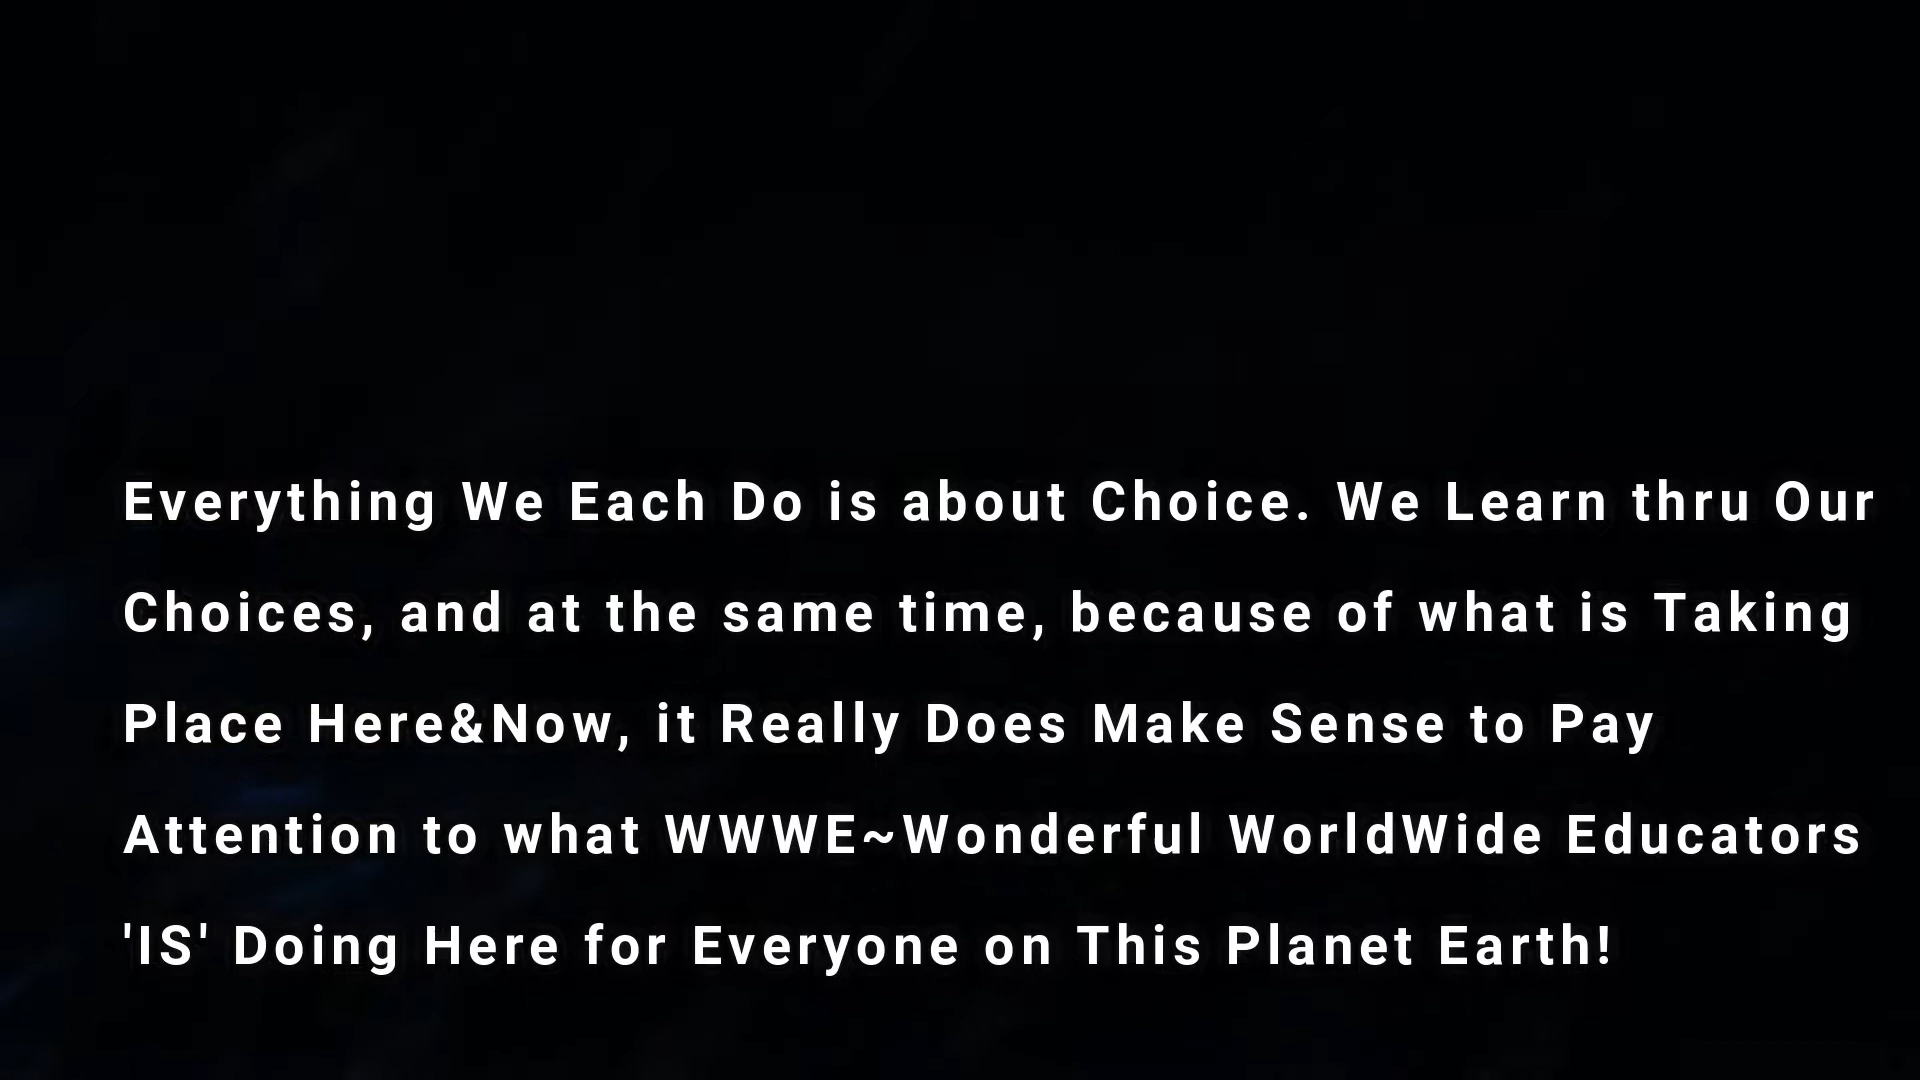 Everything We Each Do is about Choice. We Learn thru Our
Choices, and at the same time, because of what is Taking
Place Here&Now, it Really Does Make Sense to Pay
Attention to what WWWE~Wonderful WorldWide Educators
'IS' Doing Here for Everyone on This Planet Earth!